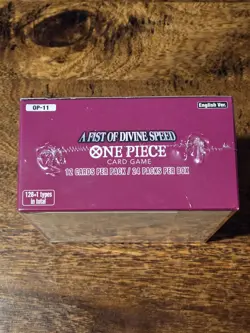 OP-11
English Ver.
A FIST OF DIVINE SPEED
ONE PIECE
CARD GAME
12 CARDS PER PACK / 24 PACKS PER BOX
126+1 types
in total